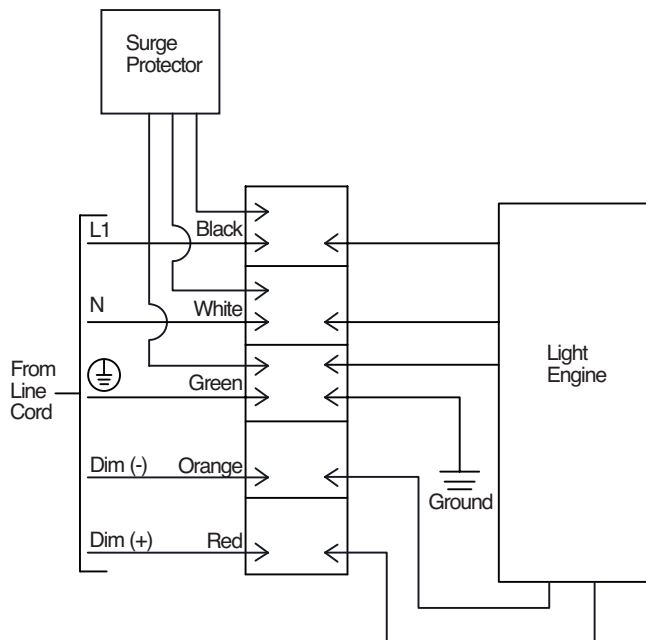 Surge
Protector
L1
Black
N
White
From
Line
Cord
Green
Light
Engine
Dim (-)
Orange
Ground
Dim (+)
Red